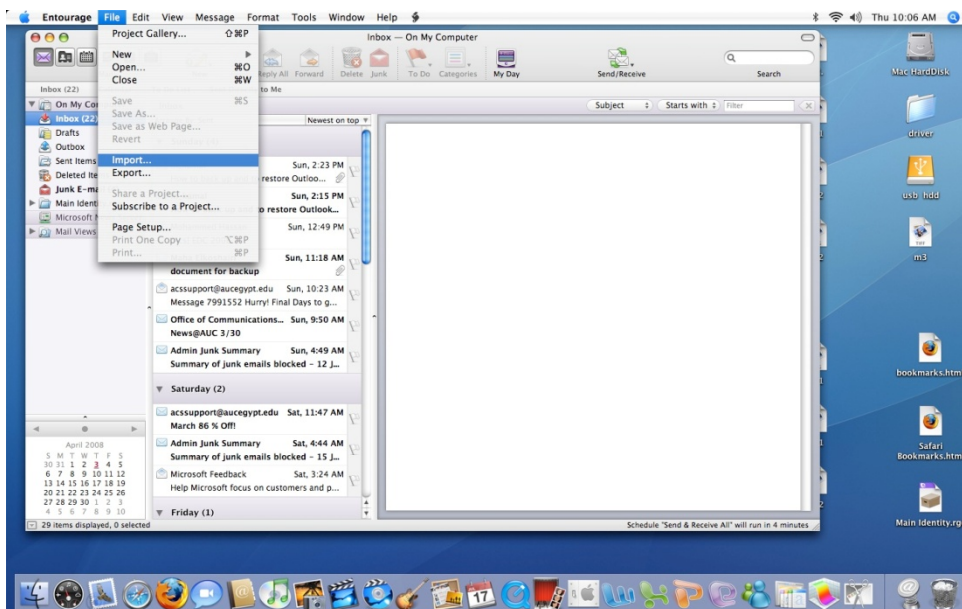 Entourage File Edit View Message Format Tools Window Help
Thu 10:06 AM
Inbox — On My Computer
Project Gallery... ⇧⌘P
New
Open... ⌘O
Close ⌘W
Save ⌘S
Save As...
Save as Web Page...
Revert
Import...
Export...
Share a Project...
Subscribe to a Project...
Page Setup...
Print One Copy ⌥⌘P
Print... ⌘P
Reply All Forward Delete Junk To Do Categories My Day Send/Receive Search
Inbox (22) to Me
On My Co
Inbox (22)
Drafts
Outbox
Sent Items
Deleted Ite
Junk E-ma
Main Ident
Microsoft
Mail Views
Subject Starts with Filter
Newest on top
Sun, 2:23 PM
restore Outloo...
Sun, 2:15 PM
to restore Outlook...
Sun, 12:49 PM
Sun, 11:18 AM
document for backup
acssupport@aucegypt.edu Sun, 10:23 AM
Message 7991552 Hurry! Final Days to g...
Office of Communications... Sun, 9:50 AM
News@AUC 3/30
Admin Junk Summary Sun, 4:49 AM
Summary of junk emails blocked – 12 J...
Saturday (2)
acssupport@aucegypt.edu Sat, 11:47 AM
March 86 % Off!
Admin Junk Summary Sat, 4:44 AM
Summary of junk emails blocked – 15 J...
Microsoft Feedback Sat, 3:24 AM
Help Microsoft focus on customers and p...
Friday (1)
April 2008
S M T W T F S
30 31 1 2 3 4 5
6 7 8 9 10 11 12
13 14 15 16 17 18 19
20 21 22 23 24 25 26
27 28 29 30 1 2 3
4 5 6 7 8 9 10
29 items displayed, 0 selected
Schedule "Send & Receive All" will run in 4 minutes
Mac HardDisk
driver
usb hdd
TXT
m3
bookmarks.htm
Safari
Bookmarks.htm
Main Identity.rg
17